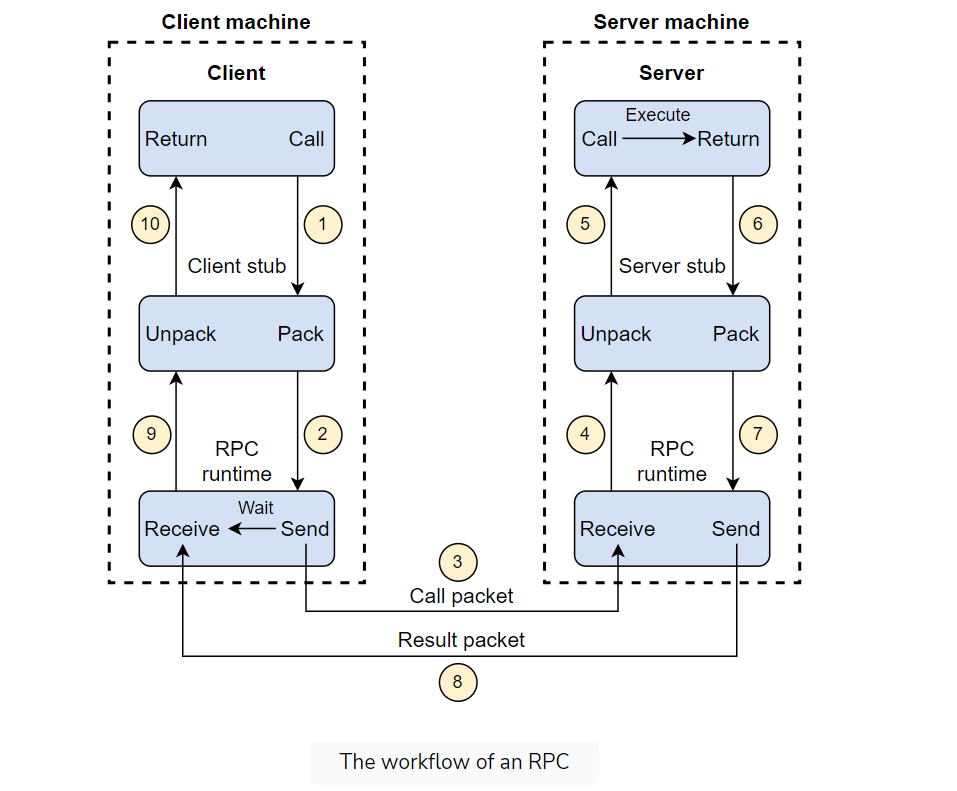 Client machine
Server machine
Client
Server
Return
Call
Execute
Call
Return
10
1
5
6
Client stub
Server stub
Unpack
Pack
Unpack
Pack
9
2
4
7
RPC
runtime
RPC
runtime
Wait
Receive
Send
Receive
Send
3
Call packet
Result packet
8
The workflow of an RPC